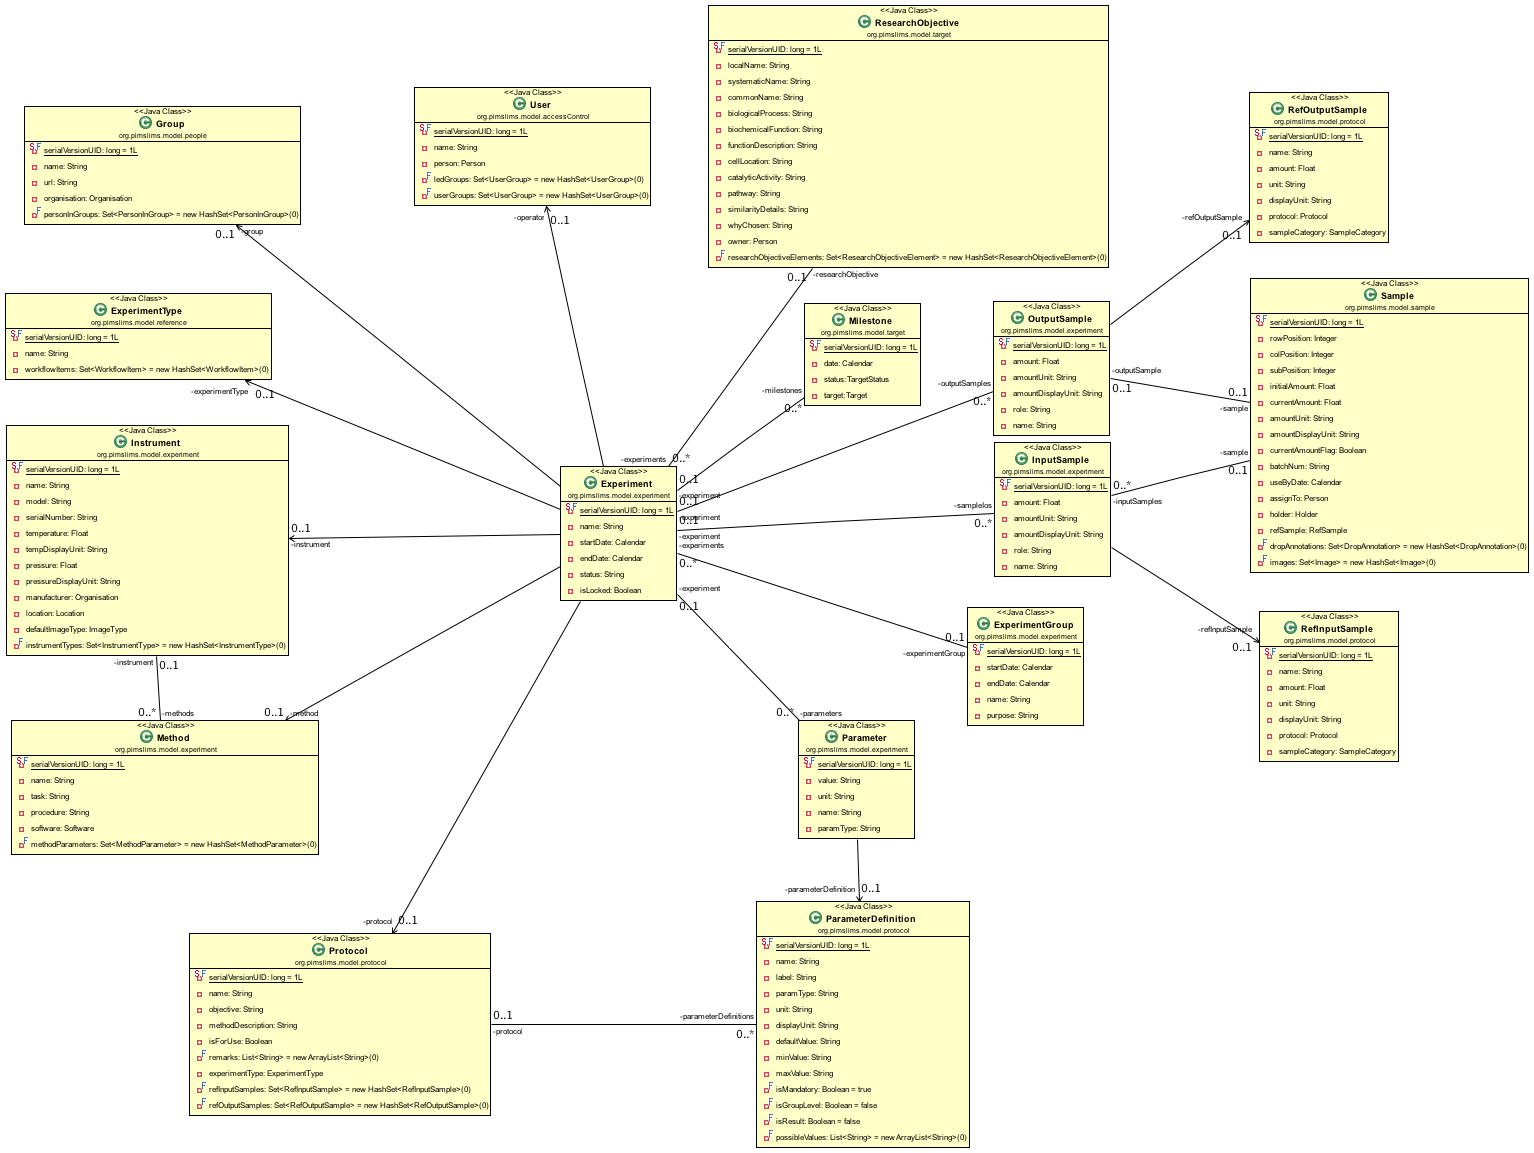 <<Java Class>>
ResearchObjective
org.pimslims.model.target
serialVersionUID: long = 1L
localName: String
systematicName: String
commonName: String
biologicalProcess: String
biochemicalFunction: String
functionDescription: String
cellLocation: String
catalyticActivity: String
pathway: String
similarityDetails: String
whyChosen: String
owner: Person
researchObjectiveElements: Set<ResearchObjectiveElement> = new HashSet<ResearchObjectiveElement>(0)
0..1
-researchObjective
<<Java Class>>
User
org.pimslims.model.accessControl
serialVersionUID: long = 1L
name: String
person: Person
ledGroups: Set<UserGroup> = new HashSet<UserGroup>(0)
userGroups: Set<UserGroup> = new HashSet<UserGroup>(0)
-operator
0..1
<<Java Class>>
Group
org.pimslims.model.people
serialVersionUID: long = 1L
name: String
url: String
organisation: Organisation
personInGroups: Set<PersonInGroup> = new HashSet<PersonInGroup>(0)
0..1
-group
<<Java Class>>
RefOutputSample
org.pimslims.model.protocol
serialVersionUID: long = 1L
name: String
amount: Float
unit: String
displayUnit: String
protocol: Protocol
sampleCategory: SampleCategory
-refOutputSample
0..1
<<Java Class>>
ExperimentType
org.pimslims.model.reference
serialVersionUID: long = 1L
name: String
workflowItems: Set<WorkflowItem> = new HashSet<WorkflowItem>(0)
-experimentType
0..1
<<Java Class>>
Milestone
org.pimslims.model.target
serialVersionUID: long = 1L
date: Calendar
status: TargetStatus
target: Target
-milestones
0..*
<<Java Class>>
OutputSample
org.pimslims.model.experiment
serialVersionUID: long = 1L
amount: Float
amountUnit: String
amountDisplayUnit: String
role: String
name: String
-outputSamples
0..*
-outputSample
0..1
<<Java Class>>
Sample
org.pimslims.model.sample
serialVersionUID: long = 1L
rowPosition: Integer
colPosition: Integer
subPosition: Integer
initialAmount: Float
currentAmount: Float
amountUnit: String
amountDisplayUnit: String
currentAmountFlag: Boolean
batchNum: String
useByDate: Calendar
assignTo: Person
holder: Holder
refSample: RefSample
dropAnnotations: Set<DropAnnotation> = new HashSet<DropAnnotation>(0)
images: Set<Image> = new HashSet<Image>(0)
0..1
-sample
-sample
0..1
<<Java Class>>
Instrument
org.pimslims.model.experiment
serialVersionUID: long = 1L
name: String
model: String
serialNumber: String
temperature: Float
tempDisplayUnit: String
pressure: Float
pressureDisplayUnit: String
manufacturer: Organisation
location: Location
defaultImageType: ImageType
instrumentTypes: Set<InstrumentType> = new HashSet<InstrumentType>(0)
0..1
-instrument
-instrument
0..1
<<Java Class>>
Experiment
org.pimslims.model.experiment
serialVersionUID: long = 1L
name: String
startDate: Calendar
endDate: Calendar
status: String
isLocked: Boolean
-experiments
0..*
0..1
-experiment
0..1
-experiment
0..1
-experiment
-experiments
0..*
-experiment
0..1
<<Java Class>>
InputSample
org.pimslims.model.experiment
serialVersionUID: long = 1L
amount: Float
amountUnit: String
amountDisplayUnit: String
role: String
name: String
-sampleIos
0..*
0..*
-inputSamples
<<Java Class>>
ExperimentGroup
org.pimslims.model.experiment
serialVersionUID: long = 1L
startDate: Calendar
endDate: Calendar
name: String
purpose: String
0..1
-experimentGroup
<<Java Class>>
RefInputSample
org.pimslims.model.protocol
serialVersionUID: long = 1L
name: String
amount: Float
unit: String
displayUnit: String
protocol: Protocol
sampleCategory: SampleCategory
-refInputSample
0..1
0..*
-methods
0..1
-method
<<Java Class>>
Method
org.pimslims.model.experiment
serialVersionUID: long = 1L
name: String
task: String
procedure: String
software: Software
methodParameters: Set<MethodParameter> = new HashSet<MethodParameter>(0)
0..*
-parameters
<<Java Class>>
Parameter
org.pimslims.model.experiment
serialVersionUID: long = 1L
value: String
unit: String
name: String
paramType: String
-parameterDefinition
0..1
-protocol
0..1
<<Java Class>>
Protocol
org.pimslims.model.protocol
serialVersionUID: long = 1L
name: String
objective: String
methodDescription: String
isForUse: Boolean
remarks: List<String> = new ArrayList<String>(0)
experimentType: ExperimentType
refInputSamples: Set<RefInputSample> = new HashSet<RefInputSample>(0)
refOutputSamples: Set<RefOutputSample> = new HashSet<RefOutputSample>(0)
0..1
-protocol
-parameterDefinitions
0..*
<<Java Class>>
ParameterDefinition
org.pimslims.model.protocol
serialVersionUID: long = 1L
name: String
label: String
paramType: String
unit: String
displayUnit: String
defaultValue: String
minValue: String
maxValue: String
isMandatory: Boolean = true
isGroupLevel: Boolean = false
isResult: Boolean = false
possibleValues: List<String> = new ArrayList<String>(0)